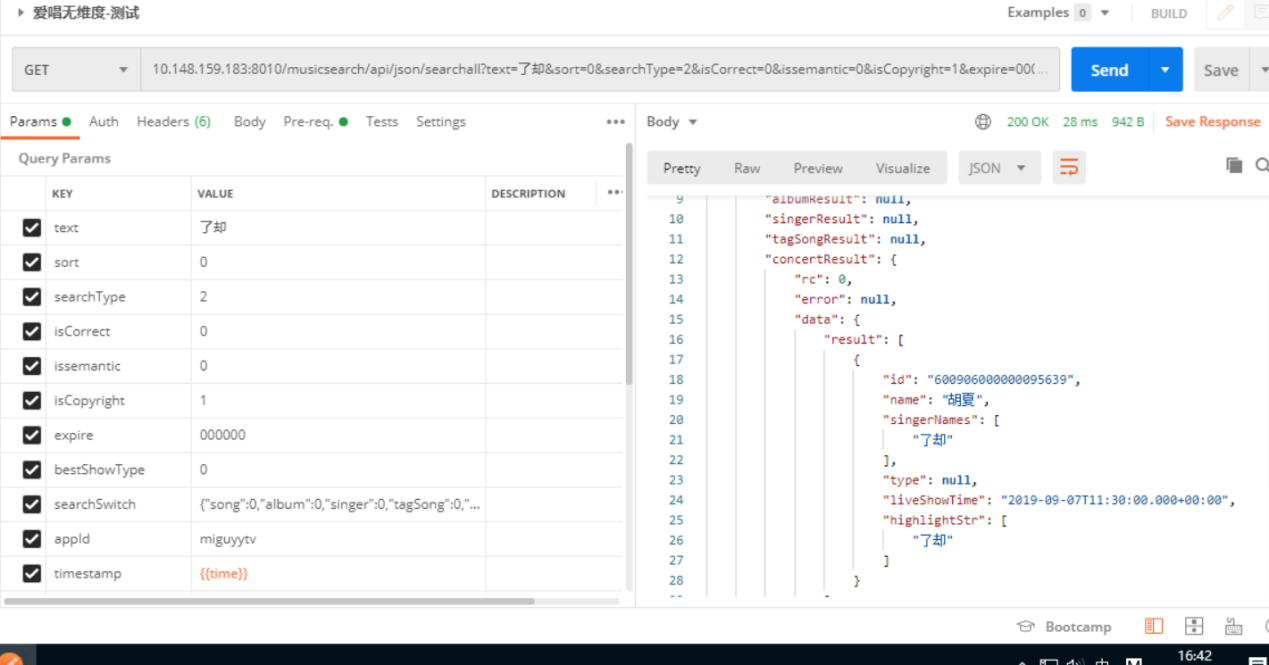 爱唱无维度-测试
Examples 0
BUILD
GET
10.148.159.183:8010/musicsearch/api/json/searchall?text=了却&sort=0&searchType=2&isCorrect=0&issemantic=0&isCopyright=1&expire=000...
Send
Save
Params
Auth
Headers (6)
Body
Pre-req.
Tests
Settings
•••
Query Params
KEY VALUE DESCRIPTION •••
text 了却
sort 0
searchType 2
isCorrect 0
issemantic 0
isCopyright 1
expire 000000
bestShowType 0
searchSwitch {"song":0,"album":0,"singer":0,"tagSong":0,"...
appId miguyytv
timestamp {{time}}
Body
200 OK 28 ms 942 B Save Response
Pretty Raw Preview Visualize JSON
9 "albumResult": null,
10 "singerResult": null,
11 "tagSongResult": null,
12 "concertResult": {
13 "rc": 0,
14 "error": null,
15 "data": {
16 "result": [
17 {
18 "id": "600906000000095639",
19 "name": "胡夏",
20 "singerNames": [
21 "了却"
22 ],
23 "type": null,
24 "liveShowTime": "2019-09-07T11:30:00.000+00:00",
25 "highlightStr": [
26 "了却"
27 ]
28 }
Bootcamp
中
16:42